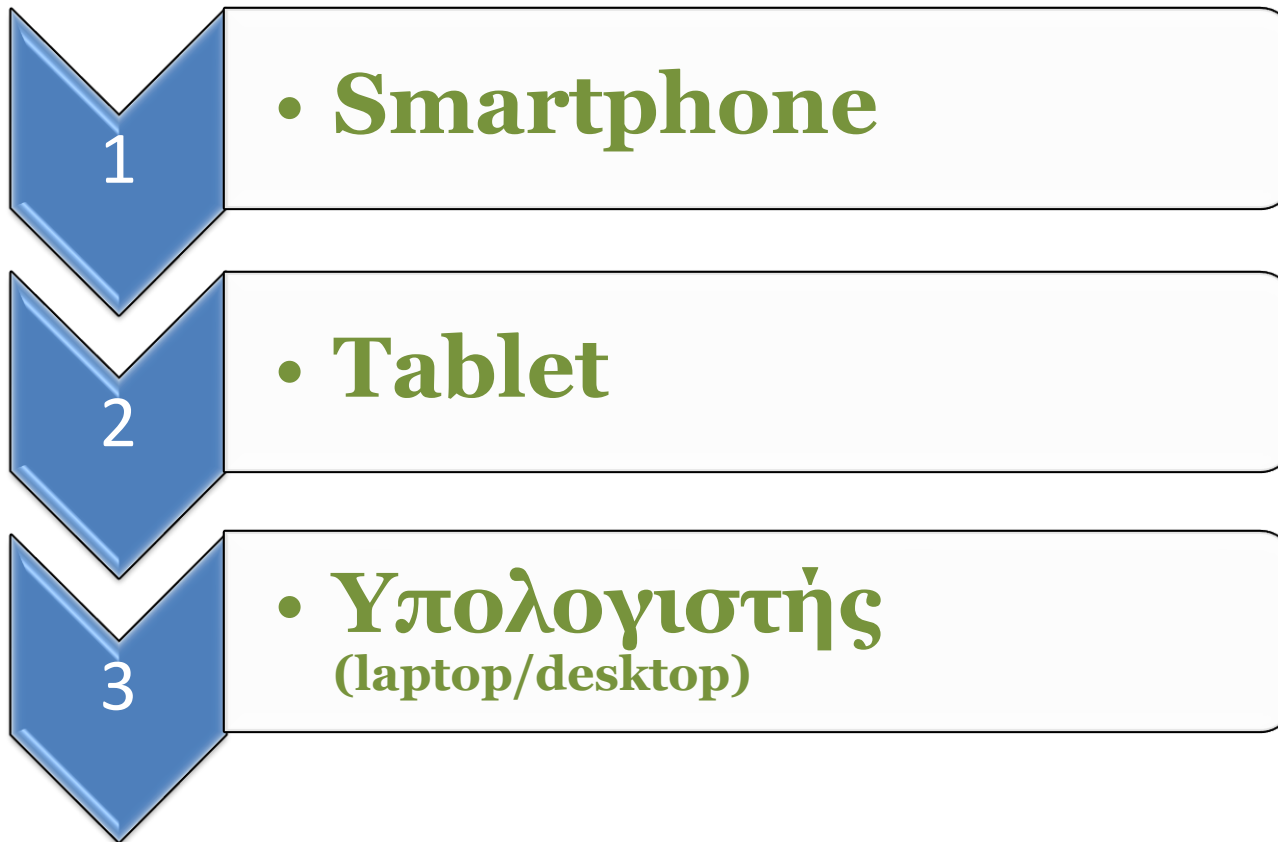 1
• Smartphone
2
• Tablet
3
• Υπολογιστής
(laptop/desktop)